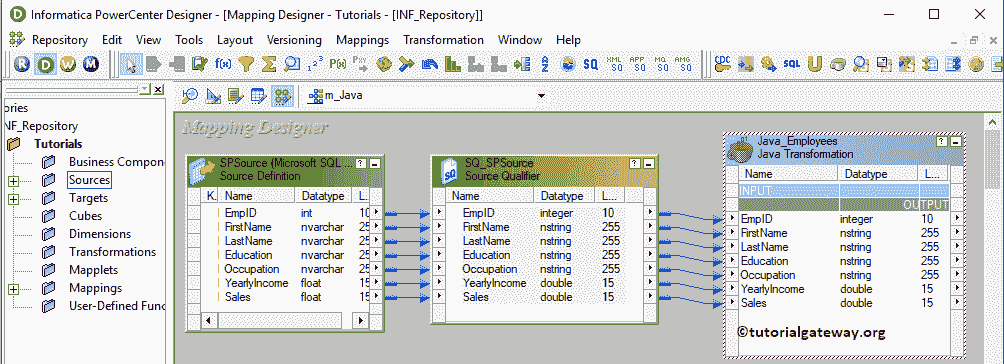 Informatica PowerCenter Designer - [Mapping Designer - Tutorials - [INF_Repository]]
Repository Edit View Tools Layout Versioning Mappings Transformation Window Help
m_Java
ories
NF_Repository
Tutorials
Business Compone
Sources
Targets
Cubes
Dimensions
Transformations
Mapplets
Mappings
User-Defined Func
Mapping Designer
SPSource (Microsoft SQL ...
Source Definition
K. Name Datatype L...
EmpID int 10
FirstName nvarchar 25
LastName nvarchar 25
Education nvarchar 25
Occupation nvarchar 25
YearlyIncome float 15
Sales float 15
SQ_SPSource
Source Qualifier
Name Datatype L...
EmpID integer 10
FirstName nstring 255
LastName nstring 255
Education nstring 255
Occupation nstring 255
YearlyIncome double 15
Sales double 15
Java_Employees
Java Transformation
Name Datatype L...
NPUT
OUTPUT
EmpID integer 10
FirstName nstring 255
LastName nstring 255
Education nstring 255
Occupation nstring 255
YearlyIncome double 15
Sales double 15
©tutorialgateway.org